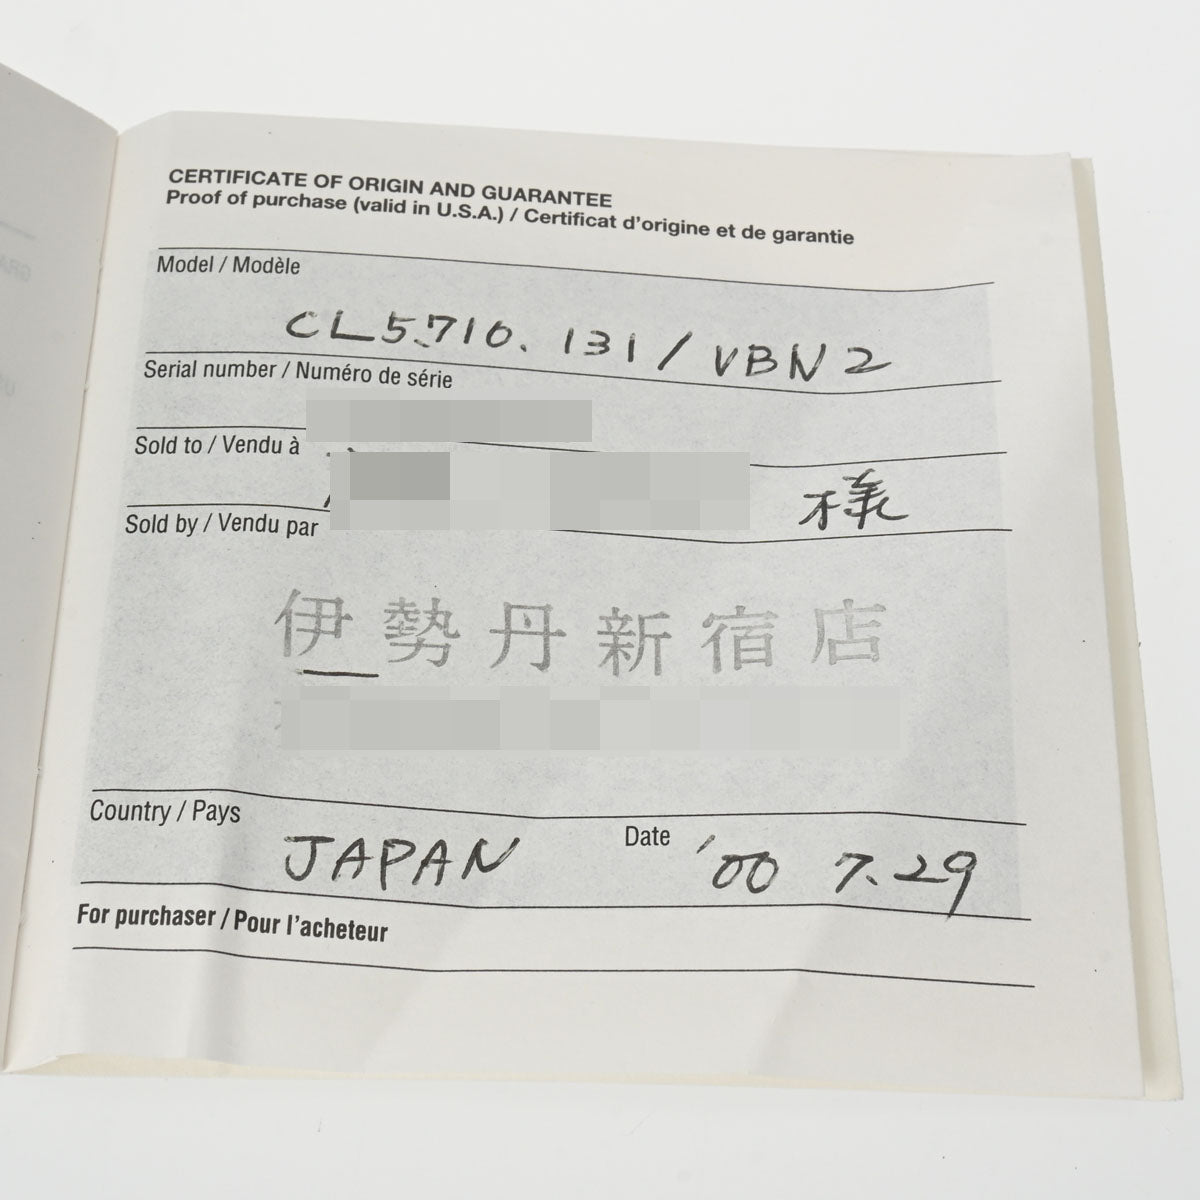 CERTIFICATE OF ORIGIN AND GUARANTEE
Proof of purchase (valid in U.S.A.) / Certificat d'origine et de garantie
Model / Modèle
CL5710.131/VBN2
Serial number / Numéro de série
Sold to / Vendu à
様
Sold by / Vendu par
伊勢丹新宿店
Country / Pays
JAPAN
Date
'00 7.29
For purchaser / Pour l'acheteur